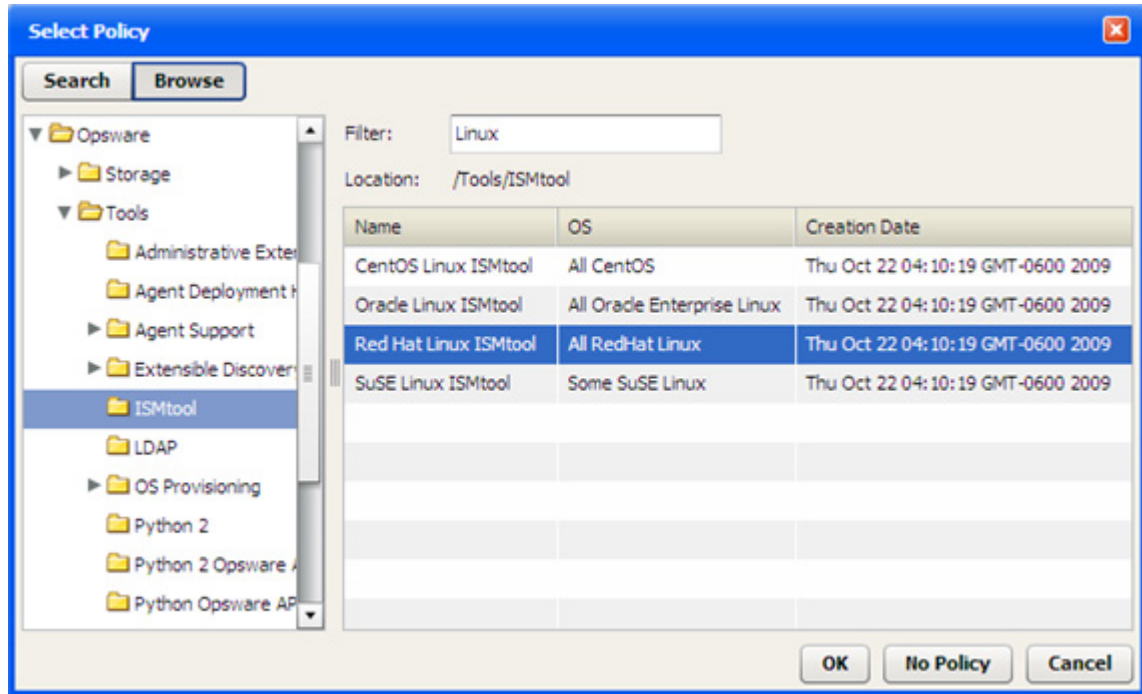 Select Policy
Search Browse
Opsware
Storage
Tools
Administrative Exter
Agent Deployment
Agent Support
Extensible Discover
ISMtool
LDAP
OS Provisioning
Python 2
Python 2 Opsware
Python Opsware AP
Filter: Linux
Location: /Tools/ISMtool
Name OS Creation Date
CentOS Linux ISMtool All CentOS Thu Oct 22 04:10:19 GMT-0600 2009
Oracle Linux ISMtool All Oracle Enterprise Linux Thu Oct 22 04:10:19 GMT-0600 2009
Red Hat Linux ISMtool All RedHat Linux Thu Oct 22 04:10:19 GMT-0600 2009
SuSE Linux ISMtool Some SuSE Linux Thu Oct 22 04:10:19 GMT-0600 2009
OK No Policy Cancel